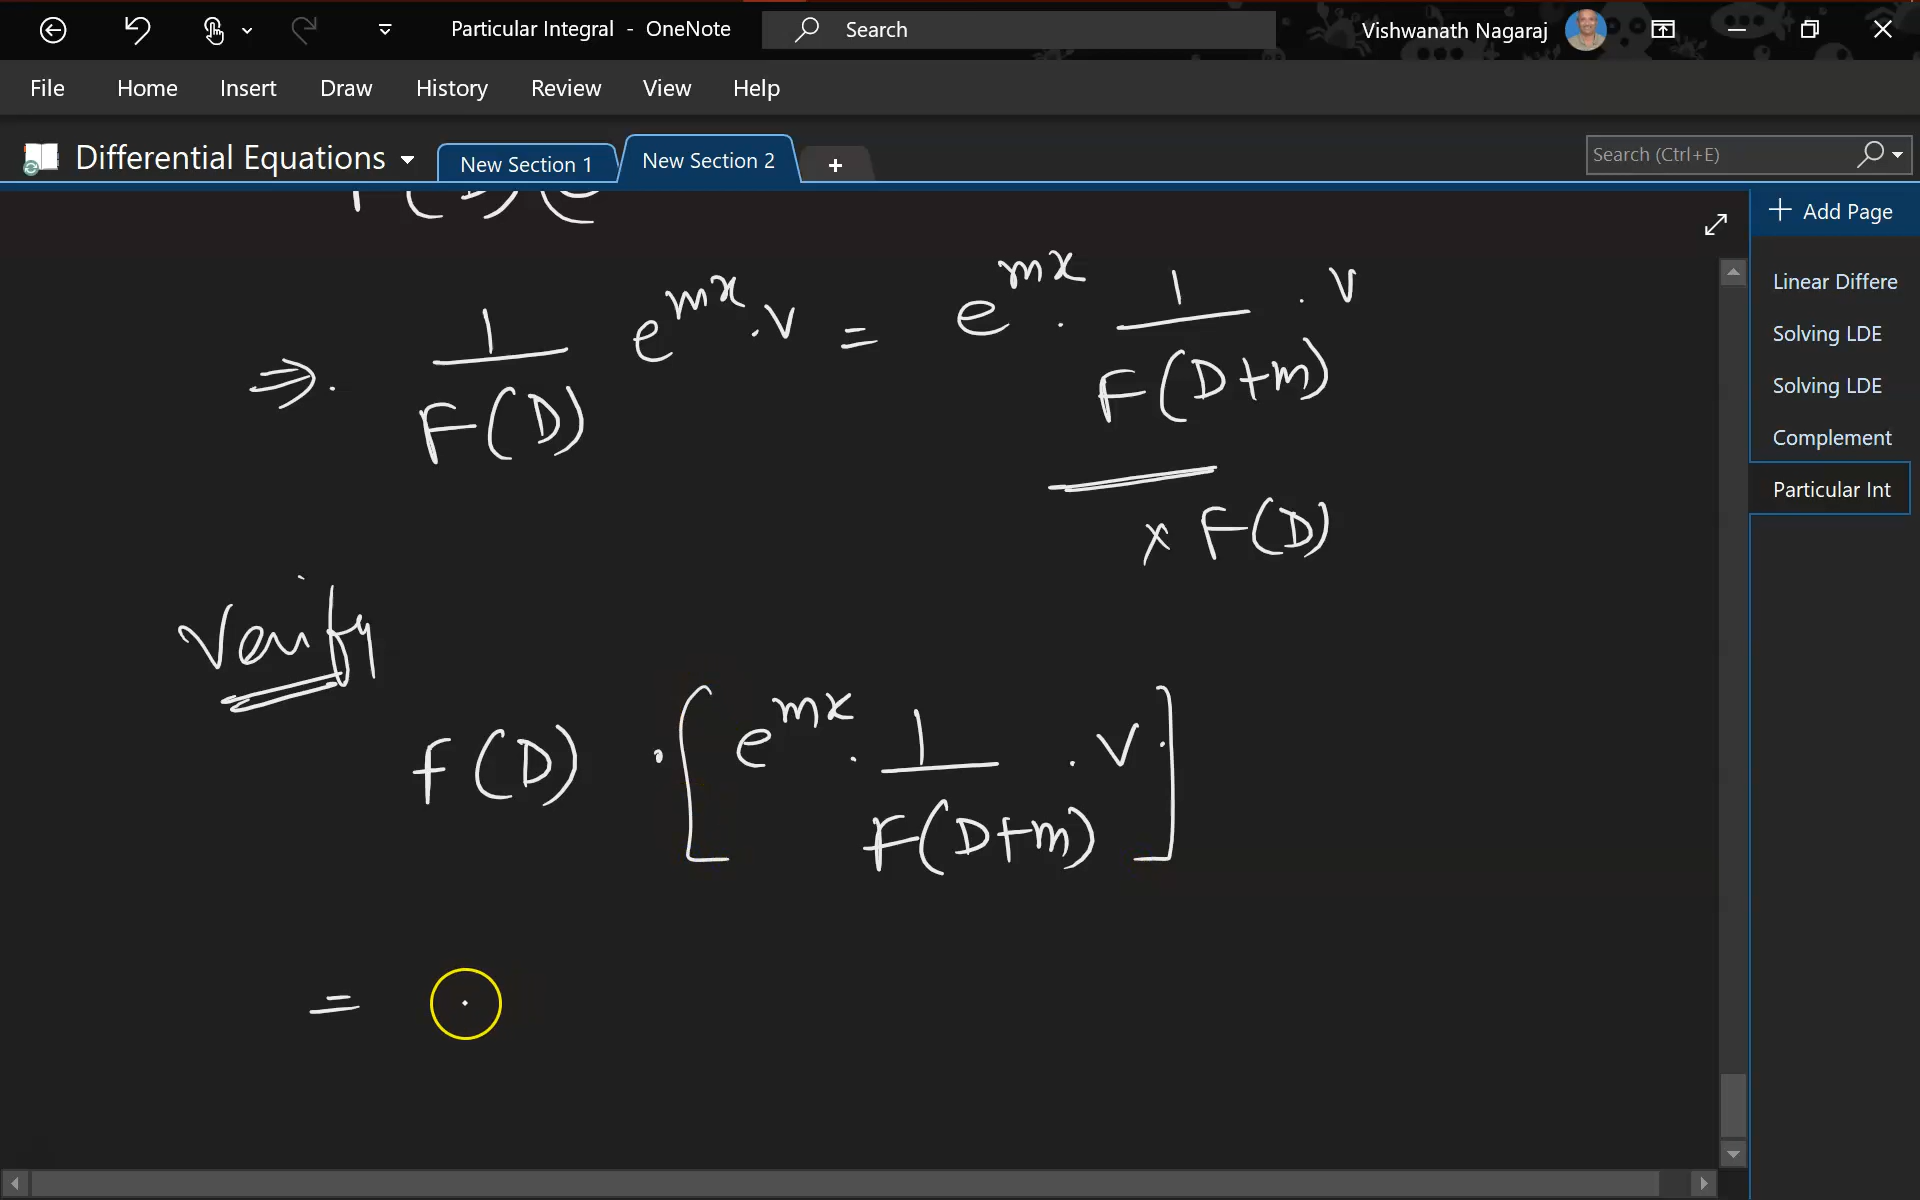 Particular Integral - OneNote
Search
Vishwanath Nagaraj
File Home Insert Draw History Review View Help
Differential Equations
New Section 1
New Section 2
+
Search (Ctrl+E)
+ Add Page
Linear Differe
Solving LDE
Solving LDE
Complement
Particular Int
⇒. 1/F(D) e^{mx}.v = e^{mx}. 1/F(D+m) . v
x F(D)
Verify
f(D) . [e^{mx}. 1/F(D+m) . v.]
=